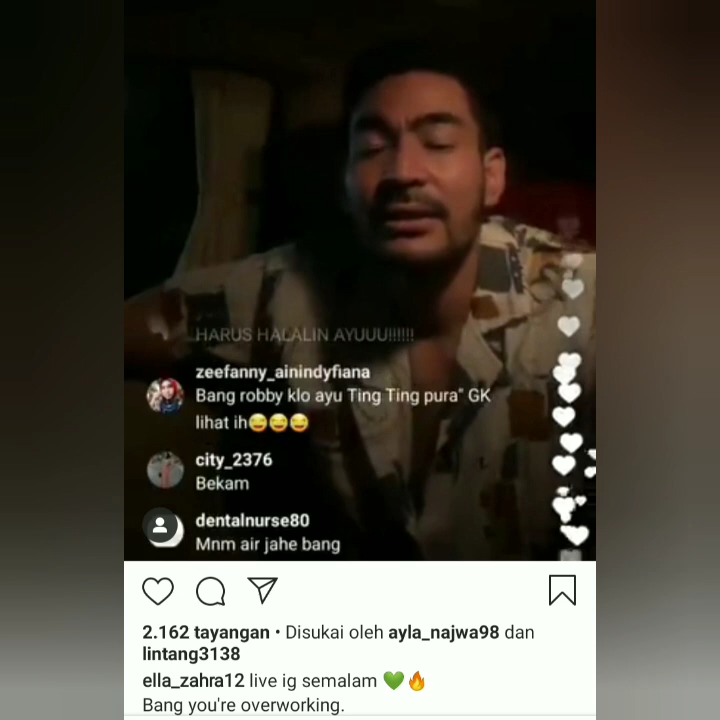 HARUS HALALIN AYUUU!!!!!!
zeefanny_ainindyfiana
Bang robby klo ayu Ting Ting pura" GK
lihat ih😂😂😂
city_2376
Bekam
dentalnurse80
Mnm air jahe bang
2.162 tayangan • Disukai oleh ayla_najwa98 dan
lintang3138
ella_zahra12 live ig semalam 💚🔥
Bang you're overworking.